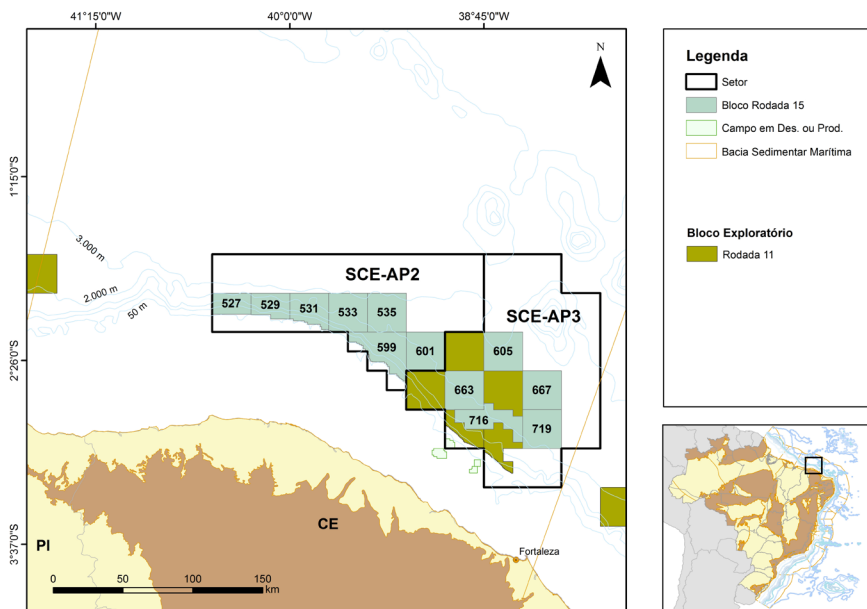 41°15'0"W
40°0'0"W
38°45'0"W
N
1°15'0"S
2°26'0"S
3°37'0"S
3.000 m
2.000 m
50 m
SCE-AP2
SCE-AP3
527
529
531
533
535
599
601
605
663
667
716
719
PI
CE
Fortaleza
0 50 100 150
km
Legenda
Setor
Bloco Rodada 15
Campo em Des. ou Prod.
Bacia Sedimentar Marítima
Bloco Exploratório
Rodada 11